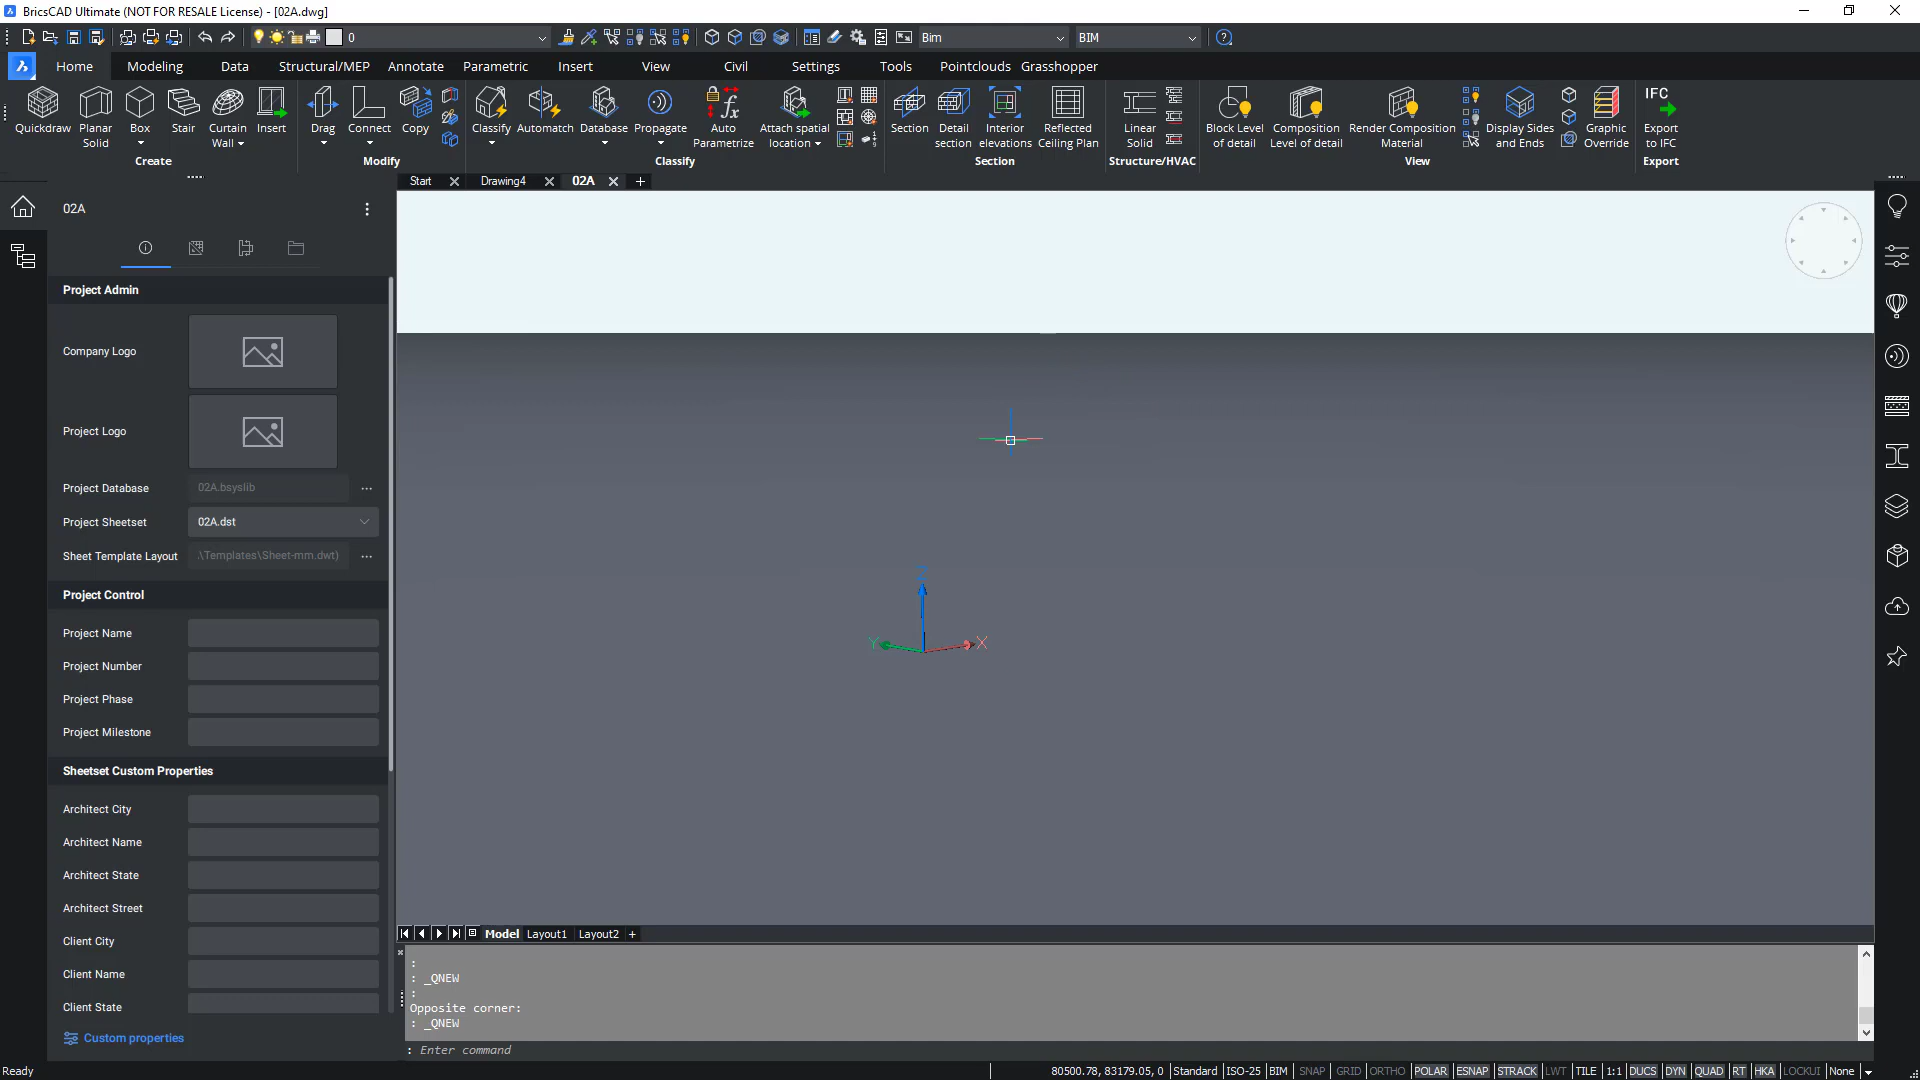 BricsCAD Ultimate (NOT FOR RESALE License) - [02A.dwg]
0
Bim
BIM
Home
Modeling
Data
Structural/MEP
Annotate
Parametric
Insert
View
Civil
Settings
Tools
Pointclouds
Grasshopper
Quickdraw
Planar Solid
Box
Stair
Curtain Wall
Insert
Create
Drag
Connect
Copy
Modify
Classify
Automatch
Database
Propagate
Auto Parametrize
Attach spatial location
Classify
Section
Detail section
Interior elevations
Reflected Ceiling Plan
Section
Linear Solid
Structure/HVAC
Block Level of detail
Composition Level of detail
Render Composition Material
Display Sides and Ends
Graphic Override
View
IFC
Export to IFC
Export
Start
Drawing4
02A
02A
Project Admin
Company Logo
Project Logo
Project Database
02A.bsyslib
Project Sheetset
02A.dst
Sheet Template Layout
.\Templates\Sheet-mm.dwt)
Project Control
Project Name
Project Number
Project Phase
Project Milestone
Sheetset Custom Properties
Architect City
Architect Name
Architect State
Architect Street
Client City
Client Name
Client State
Custom properties
Z
Y
X
Model
Layout1
Layout2
+
:
: _QNEW
:
Opposite corner:
: _QNEW
: Enter command
Ready
80500.78, 83179.05, 0
Standard
ISO-25
BIM
SNAP
GRID
ORTHO
POLAR
ESNAP
STRACK
LWT
TILE
1:1
DUCS
DYN
QUAD
RT
HKA
LOCKUI
None